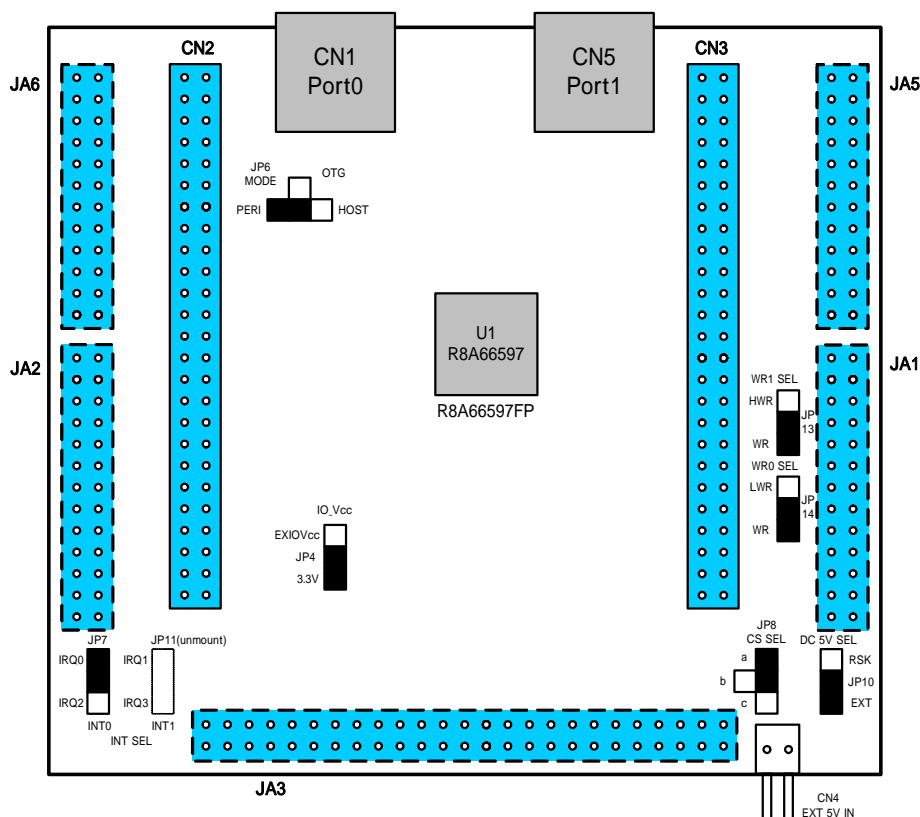 CN2
CN1
Port0
CN5
Port1
CN3
JA6
JA5
JP6
MODE
OTG
PERI
HOST
U1
R8A66597
R8A66597FP
JA2
JA1
WR1 SEL
HWR
JP
13
WR
WR0 SEL
LWR
JP
14
WR
IO_Vcc
EXIOVcc
JP4
3.3V
JP7
IRQ0
IRQ2
INT0
JP11(unmount)
IRQ1
IRQ3
INT1
INT SEL
JP8
CS SEL
a
b
c
DC 5V SEL
RSK
JP10
EXT
JA3
CN4
EXT 5V IN